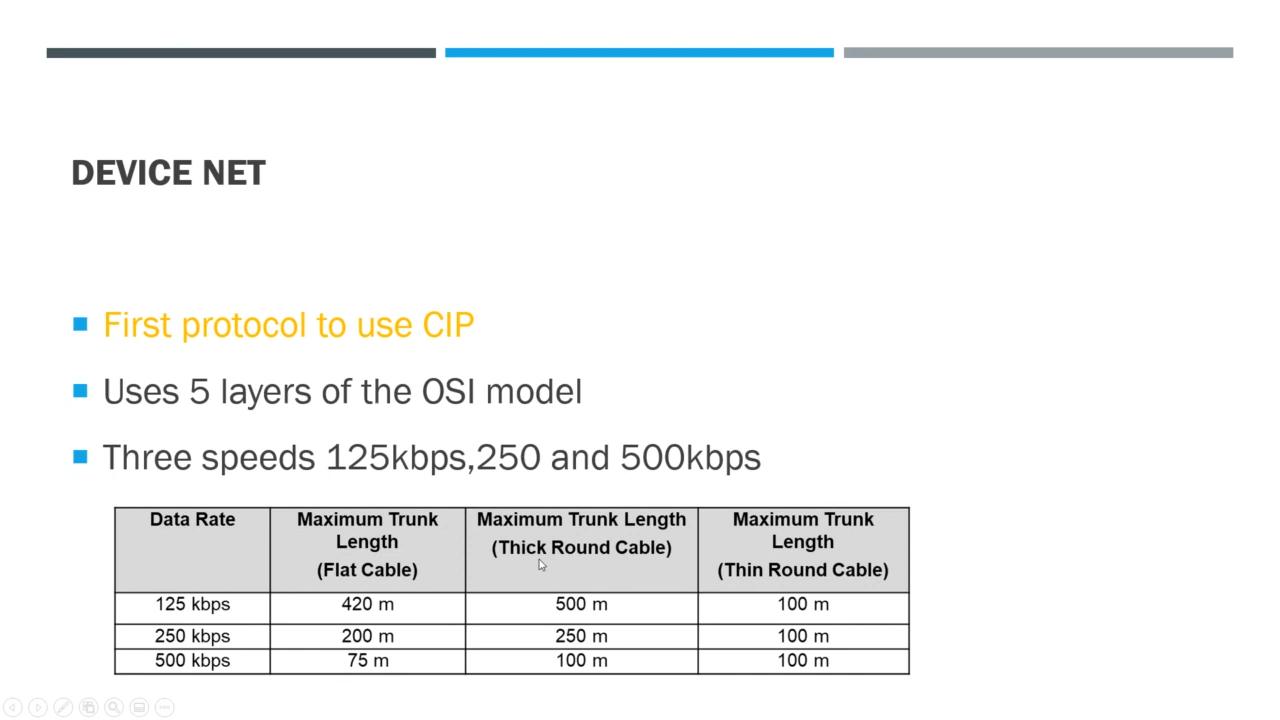 DEVICE NET
First protocol to use CIP
Uses 5 layers of the OSI model
Three speeds 125kbps,250 and 500kbps
Data Rate
Maximum Trunk Length (Flat Cable)
Maximum Trunk Length (Thick Round Cable)
Maximum Trunk Length (Thin Round Cable)
125 kbps 420 m 500 m 100 m
250 kbps 200 m 250 m 100 m
500 kbps 75 m 100 m 100 m